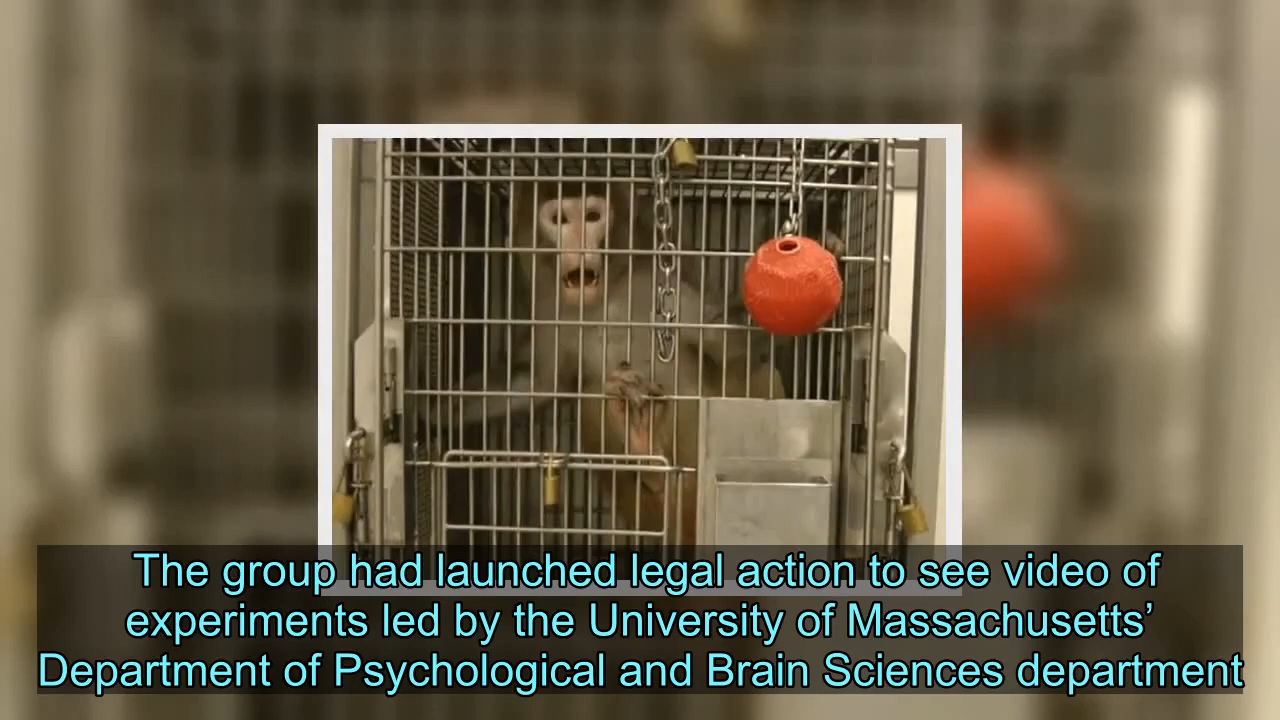 The group had launched legal action to see video of
experiments led by the University of Massachusetts’
Department of Psychological and Brain Sciences department